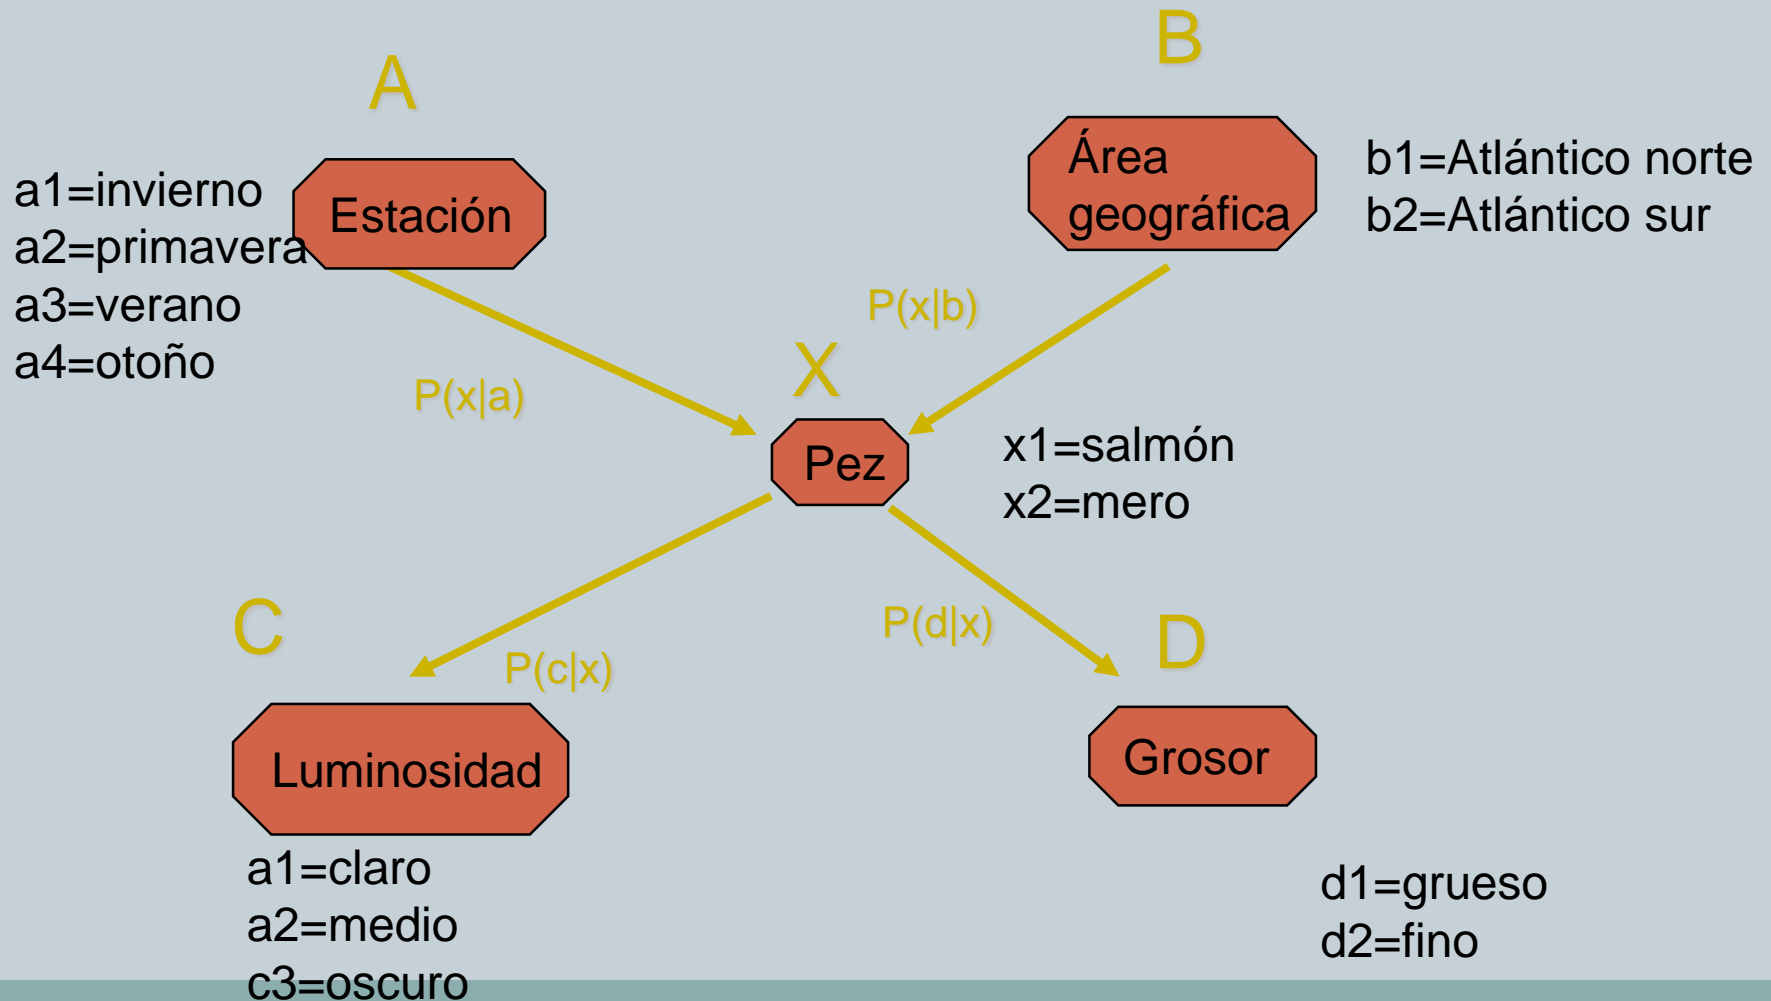 A
B
a1=invierno
a2=primavera
a3=verano
a4=otoño
Estación
Área
geográfica
b1=Atlántico norte
b2=Atlántico sur
P(x|a)
P(x|b)
X
Pez
x1=salmón
x2=mero
C
P(c|x)
P(d|x)
D
Luminosidad
a1=claro
a2=medio
c3=oscuro
Grosor
d1=grueso
d2=fino